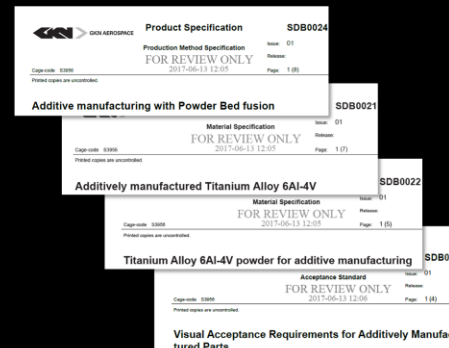 GKN AEROSPACE
Product Specification
SDB0024
Production Method Specification
Issue: 01
FOR REVIEW ONLY
Release:
2017-06-13 12:05
Cage-code S3956
Page: 1 (8)
Printed copies are uncontrolled.
Additive manufacturing with Powder Bed fusion
SDB0021
Material Specification
Issue: 01
FOR REVIEW ONLY
Release:
2017-06-13 12:05
Cage-code S3956
Page: 1 (7)
Printed copies are uncontrolled.
Additively manufactured Titanium Alloy 6Al-4V
SDB0022
Material Specification
Issue: 01
FOR REVIEW ONLY
Release:
2017-06-13 12:05
Cage-code S3956
Page: 1 (5)
Printed copies are uncontrolled.
Titanium Alloy 6Al-4V powder for additive manufacturing
SDB0
Acceptance Standard
Issue: 01
FOR REVIEW ONLY
Release:
2017-06-13 12:06
Cage-code S3956
Page: 1 (4)
Printed copies are uncontrolled.
Visual Acceptance Requirements for Additively Manufac
tured Parts